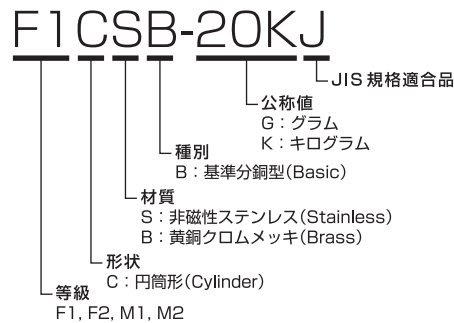 F1CSB-20KJ
JIS規格適合品
公称値
G：グラム
K：キログラム
種別
B：基準分銅型(Basic)
材質
S：非磁性ステンレス(Stainless)
B：黄銅クロムメッキ(Brass)
形状
C：円筒形(Cylinder)
等級
F1, F2, M1, M2